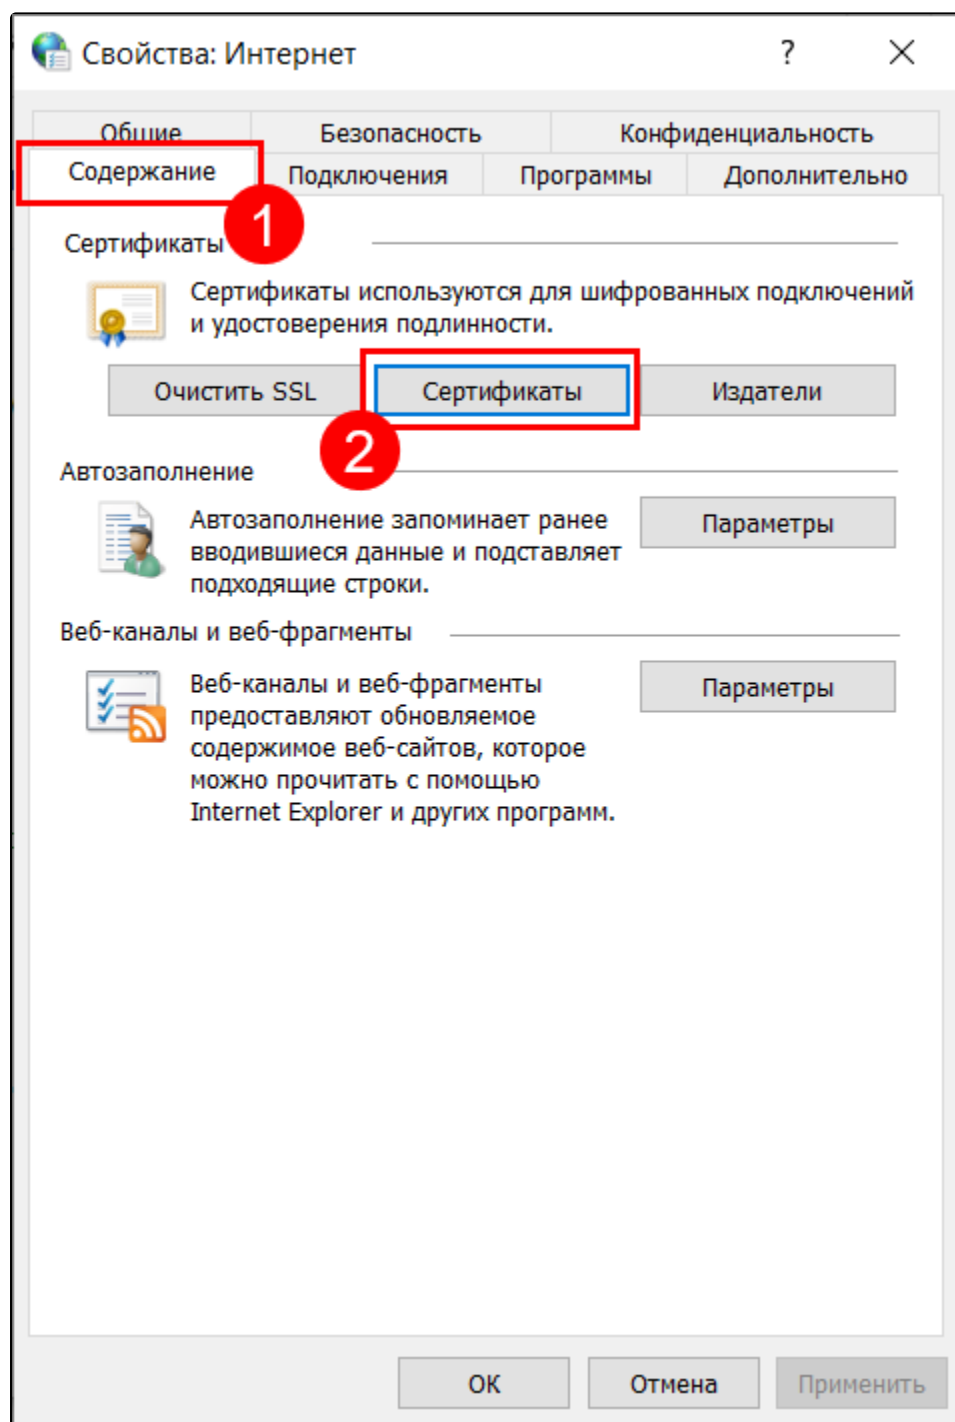 Свойства: Интернет
?
Общие
Безопасность
Конфиденциальность
Содержание
Подключения
Программы
Дополнительно
1
Сертификаты
Сертификаты используются для шифрованных подключений
и удостоверения подлинности.
Очистить SSL
Сертификаты
Издатели
2
Автозаполнение
Автозаполнение запоминает ранее
вводившиеся данные и подставляет
подходящие строки.
Параметры
Веб-каналы и веб-фрагменты
Веб-каналы и веб-фрагменты
предоставляют обновляемое
содержимое веб-сайтов, которое
можно прочитать с помощью
Internet Explorer и других программ.
Параметры
ОК
Отмена
Применить